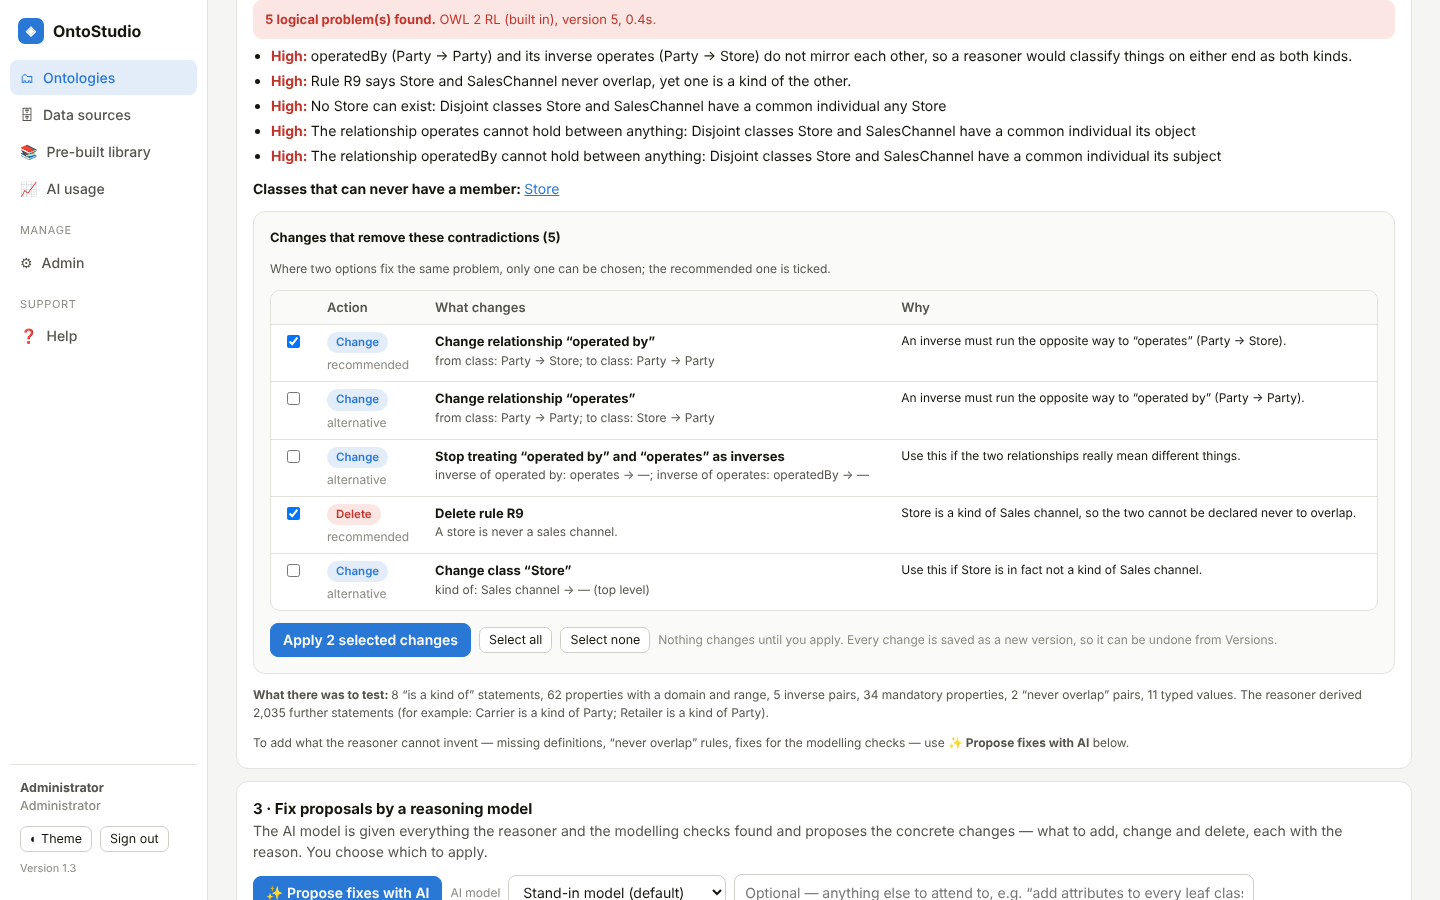 OntoStudio
Ontologies
Data sources
Pre-built library
AI usage
MANAGE
Admin
SUPPORT
Help
Administrator
Administrator
Theme
Sign out
Version 1.3
5 logical problem(s) found. OWL 2 RL (built in), version 5, 0.4s.
• High: operatedBy (Party → Party) and its inverse operates (Party → Store) do not mirror each other, so a reasoner would classify things on either end as both kinds.
• High: Rule R9 says Store and SalesChannel never overlap, yet one is a kind of the other.
• High: No Store can exist: Disjoint classes Store and SalesChannel have a common individual any Store
• High: The relationship operates cannot hold between anything: Disjoint classes Store and SalesChannel have a common individual its object
• High: The relationship operatedBy cannot hold between anything: Disjoint classes Store and SalesChannel have a common individual its subject
Classes that can never have a member: Store
Changes that remove these contradictions (5)
Where two options fix the same problem, only one can be chosen; the recommended one is ticked.
Action What changes Why
Change Change relationship “operated by” An inverse must run the opposite way to “operates” (Party → Store).
recommended from class: Party → Store; to class: Party → Party
Change Change relationship “operates” An inverse must run the opposite way to “operated by” (Party → Party).
alternative from class: Party → Party; to class: Store → Party
Change Stop treating “operated by” and “operates” as inverses Use this if the two relationships really mean different things.
alternative inverse of operated by: operates → —; inverse of operates: operatedBy → —
Delete Delete rule R9 Store is a kind of Sales channel, so the two cannot be declared never to overlap.
recommended A store is never a sales channel.
Change Change class “Store” Use this if Store is in fact not a kind of Sales channel.
alternative kind of: Sales channel → — (top level)
Apply 2 selected changes Select all Select none Nothing changes until you apply. Every change is saved as a new version, so it can be undone from Versions.
What there was to test: 8 “is a kind of” statements, 62 properties with a domain and range, 5 inverse pairs, 34 mandatory properties, 2 “never overlap” pairs, 11 typed values. The reasoner derived
2,035 further statements (for example: Carrier is a kind of Party; Retailer is a kind of Party).
To add what the reasoner cannot invent — missing definitions, “never overlap” rules, fixes for the modelling checks — use ✨ Propose fixes with AI below.
3 · Fix proposals by a reasoning model
The AI model is given everything the reasoner and the modelling checks found and proposes the concrete changes — what to add, change and delete, each with the
reason. You choose which to apply.
✨ Propose fixes with AI AI model Stand-in model (default) Optional — anything else to attend to, e.g. “add attributes to every leaf clas